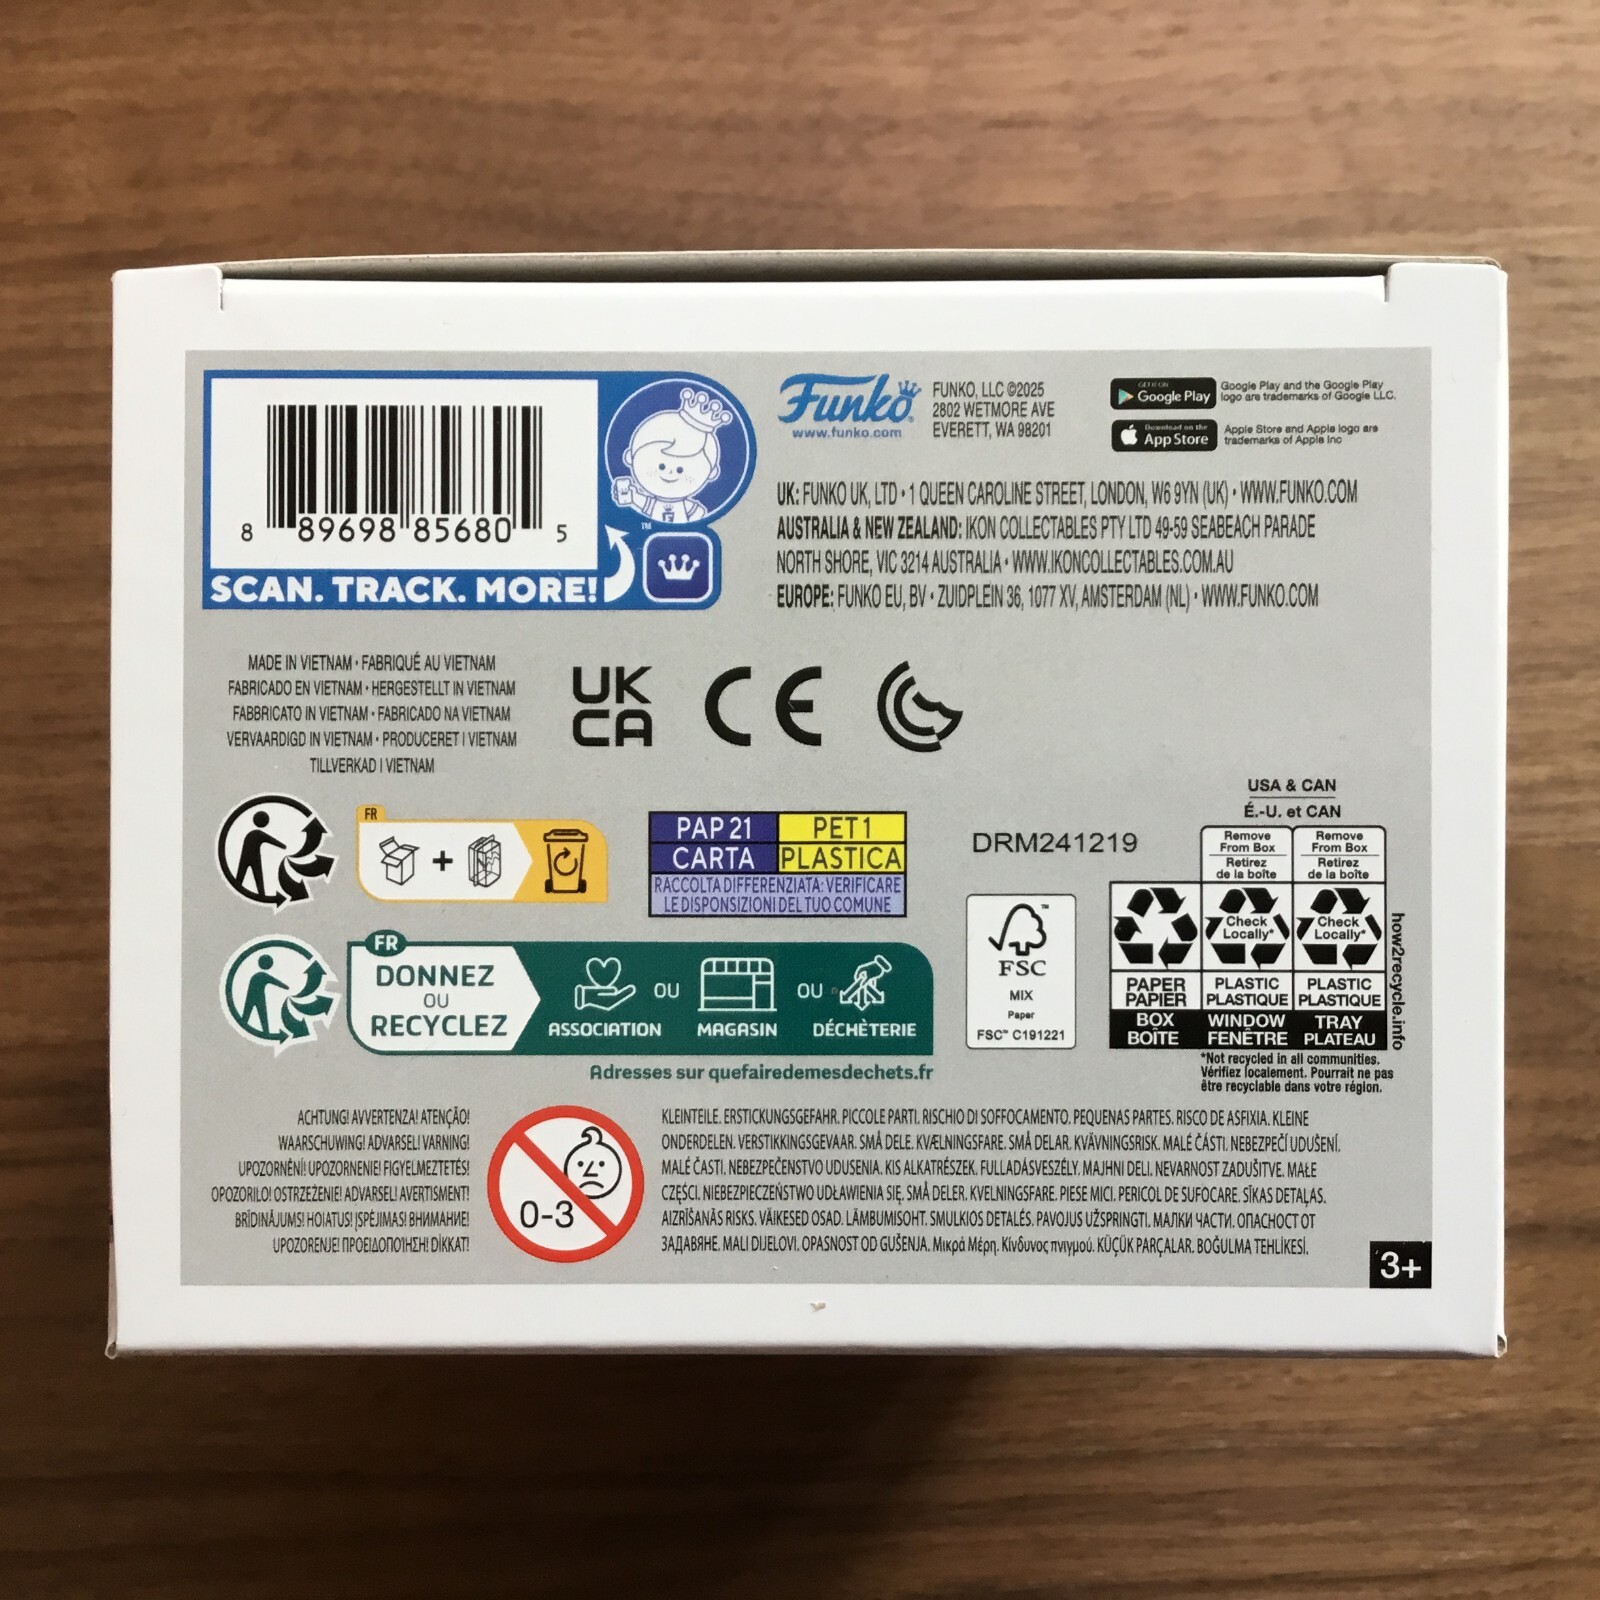 8 89698 85680 5
SCAN. TRACK. MORE!
TM
Funko
www.funko.com
FUNKO, LLC ©2025
2802 WETMORE AVE
EVERETT, WA 98201
GET IT ON
Google Play
Google Play and the Google Play
logo are trademarks of Google LLC.
Download on the
App Store
Apple Store and Apple logo are
trademarks of Apple Inc
UK: FUNKO UK, LTD • 1 QUEEN CAROLINE STREET, LONDON, W6 9YN (UK) • WWW.FUNKO.COM
AUSTRALIA & NEW ZEALAND: IKON COLLECTABLES PTY LTD 49-59 SEABEACH PARADE
NORTH SHORE, VIC 3214 AUSTRALIA • WWW.IKONCOLLECTABLES.COM.AU
EUROPE: FUNKO EU, BV • ZUIDPLEIN 36, 1077 XV, AMSTERDAM (NL) • WWW.FUNKO.COM
MADE IN VIETNAM • FABRIQUÉ AU VIETNAM
FABRICADO EN VIETNAM • HERGESTELLT IN VIETNAM
FABBRICATO IN VIETNAM • FABRICADO NA VIETNAM
VERVAARDIGD IN VIETNAM • PRODUCERET I VIETNAM
TILLVERKAD I VIETNAM
UK
CA
CE
FR
+
PAP 21
CARTA
PET 1
PLASTICA
RACCOLTA DIFFERENZIATA: VERIFICARE
LE DISPONSIZIONI DEL TUO COMUNE
DRM241219
USA & CAN
É.-U. et CAN
Remove
From Box
Retirez
de la boîte
Remove
From Box
Retirez
de la boîte
Check
Locally*
Check
Locally*
PAPER
PAPIER
BOX
BOÎTE
PLASTIC
PLASTIQUE
WINDOW
FENÊTRE
PLASTIC
PLASTIQUE
TRAY
PLATEAU
how2recycle.info
*Not recycled in all communities.
Vérifiez localement. Pourrait ne pas
être recyclable dans votre région.
FSC
MIX
Paper
FSC™ C191221
FR
DONNEZ
OU
RECYCLEZ
ASSOCIATION
OU
MAGASIN
OU
DÉCHÈTERIE
Adresses sur quefairedemesdechets.fr
ACHTUNG! AVVERTENZA! ATENÇÃO!
WAARSCHUWING! ADVARSEL! VARNING!
UPOZORNĚNÍ! UPOZORNENIE! FIGYELMEZTETÉS!
OPOZORILO! OSTRZEŻENIE! ADVARSEL! AVERTISMENT!
BRĪDINĀJUMS! HOIATUS! ĮSPĖJIMAS! ВНИМАНИЕ!
UPOZORENJE! ΠΡΟΕΙΔΟΠΟΙΗΣΗ! DİKKAT!
0-3
KLEINTEILE. ERSTICKUNGSGEFAHR. PICCOLE PARTI. RISCHIO DI SOFFOCAMENTO. PEQUENAS PARTES. RISCO DE ASFIXIA. KLEINE
ONDERDELEN. VERSTIKKINGSGEVAAR. SMÅ DELE. KVÆLNINGSFARE. SMÅ DELAR. KVÄVNINGSRISK. MALÉ ČÁSTI. NEBEZPEČÍ UDUŠENÍ.
MALÉ ČASTI. NEBEZPEČENSTVO UDUSENIA. KIS ALKATRÉSZEK. FULLADÁSVESZÉLY. MAJHNI DELI. NEVARNOST ZADUŠITVE. MAŁE
CZĘŚCI. NIEBEZPIECZEŃSTWO UDŁAWIENIA SIĘ. SMÅ DELER. KVELNINGSFARE. PIESE MICI. PERICOL DE SUFOCARE. SĪKAS DETAĻAS.
AIZRĪŠANĀS RISKS. VÄIKESED OSAD. LÄMBUMISOHT. SMULKIOS DETALĖS. PAVOJUS UŽSPRINGTI. МАЛКИ ЧАСТИ. ОПАСНОСТ ОТ
ЗАДАВЯНЕ. MALI DIJELOVI. OPASNOST OD GUŠENJA. Μικρά Μέρη. Κίνδυνος πνιγμού. KÜÇÜK PARÇALAR. BOĞULMA TEHLİKESİ.
3+